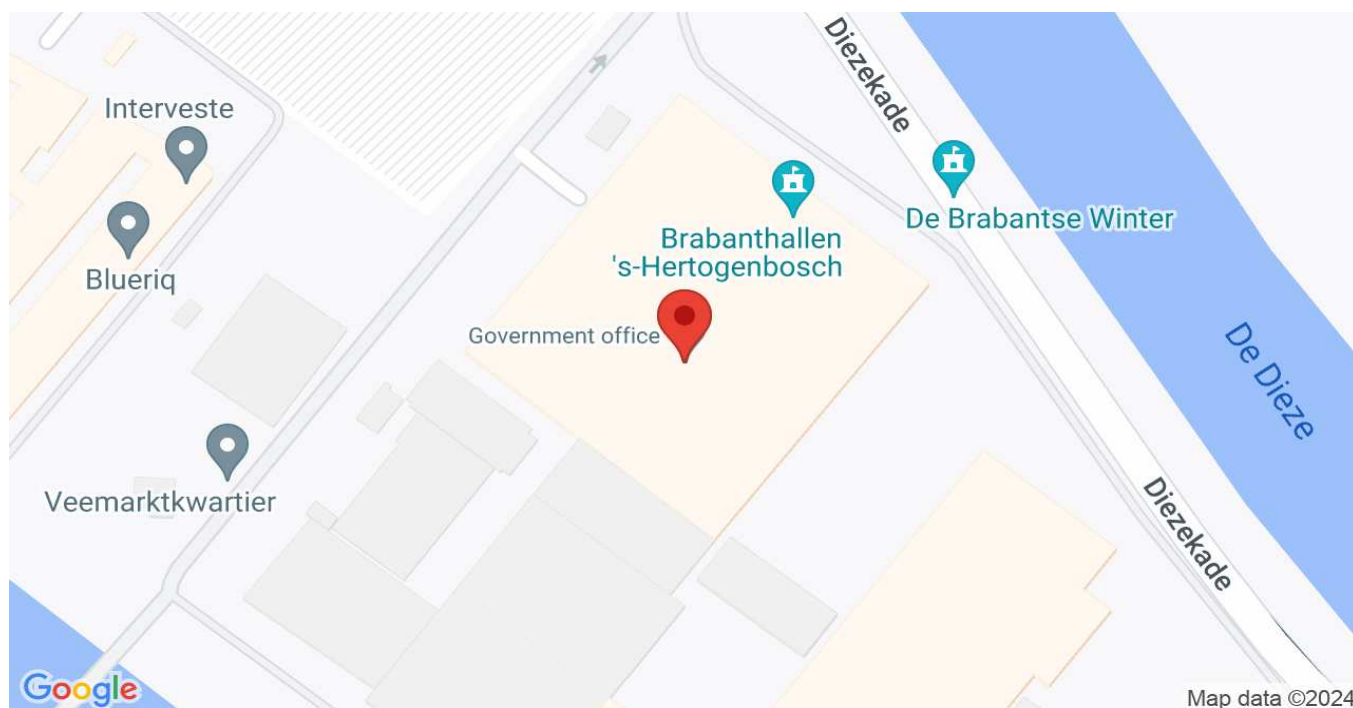 Diezekade
Interveste
Blueriq
Brabanthallen
's-Hertogenbosch
De Brabantse Winter
Government office
De Dieze
Veemarktkwartier
Diezekade
Google
Map data ©2024